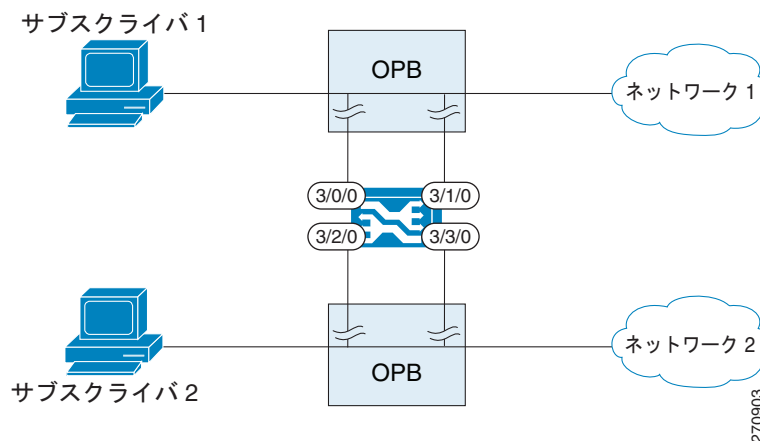 サブスクライバ 1
OPB
ネットワーク 1
3/0/0
3/1/0
3/2/0
3/3/0
ネットワーク 2
OPB
サブスクライバ 2
270903